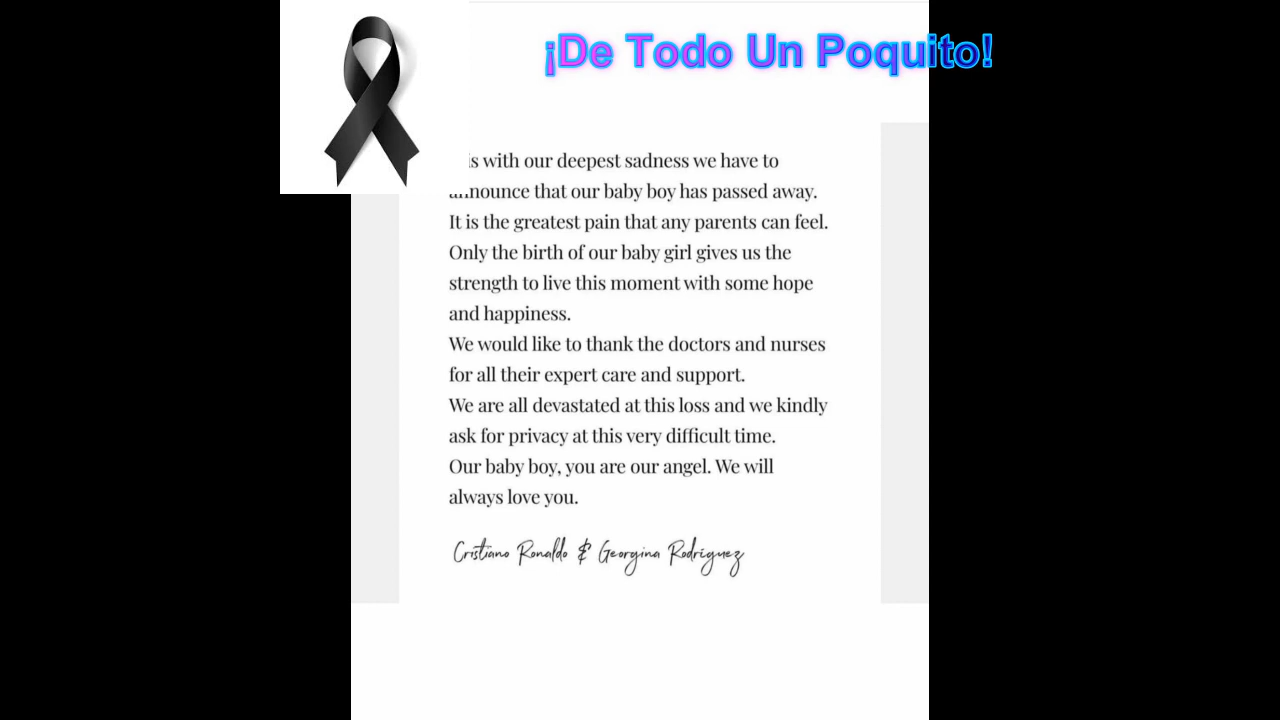 ¡De Todo Un Poquito!
is with our deepest sadness we have to
announce that our baby boy has passed away.
It is the greatest pain that any parents can feel.
Only the birth of our baby girl gives us the
strength to live this moment with some hope
and happiness.
We would like to thank the doctors and nurses
for all their expert care and support.
We are all devastated at this loss and we kindly
ask for privacy at this very difficult time.
Our baby boy, you are our angel. We will
always love you.
Cristiano Ronaldo & Georgina Rodríguez